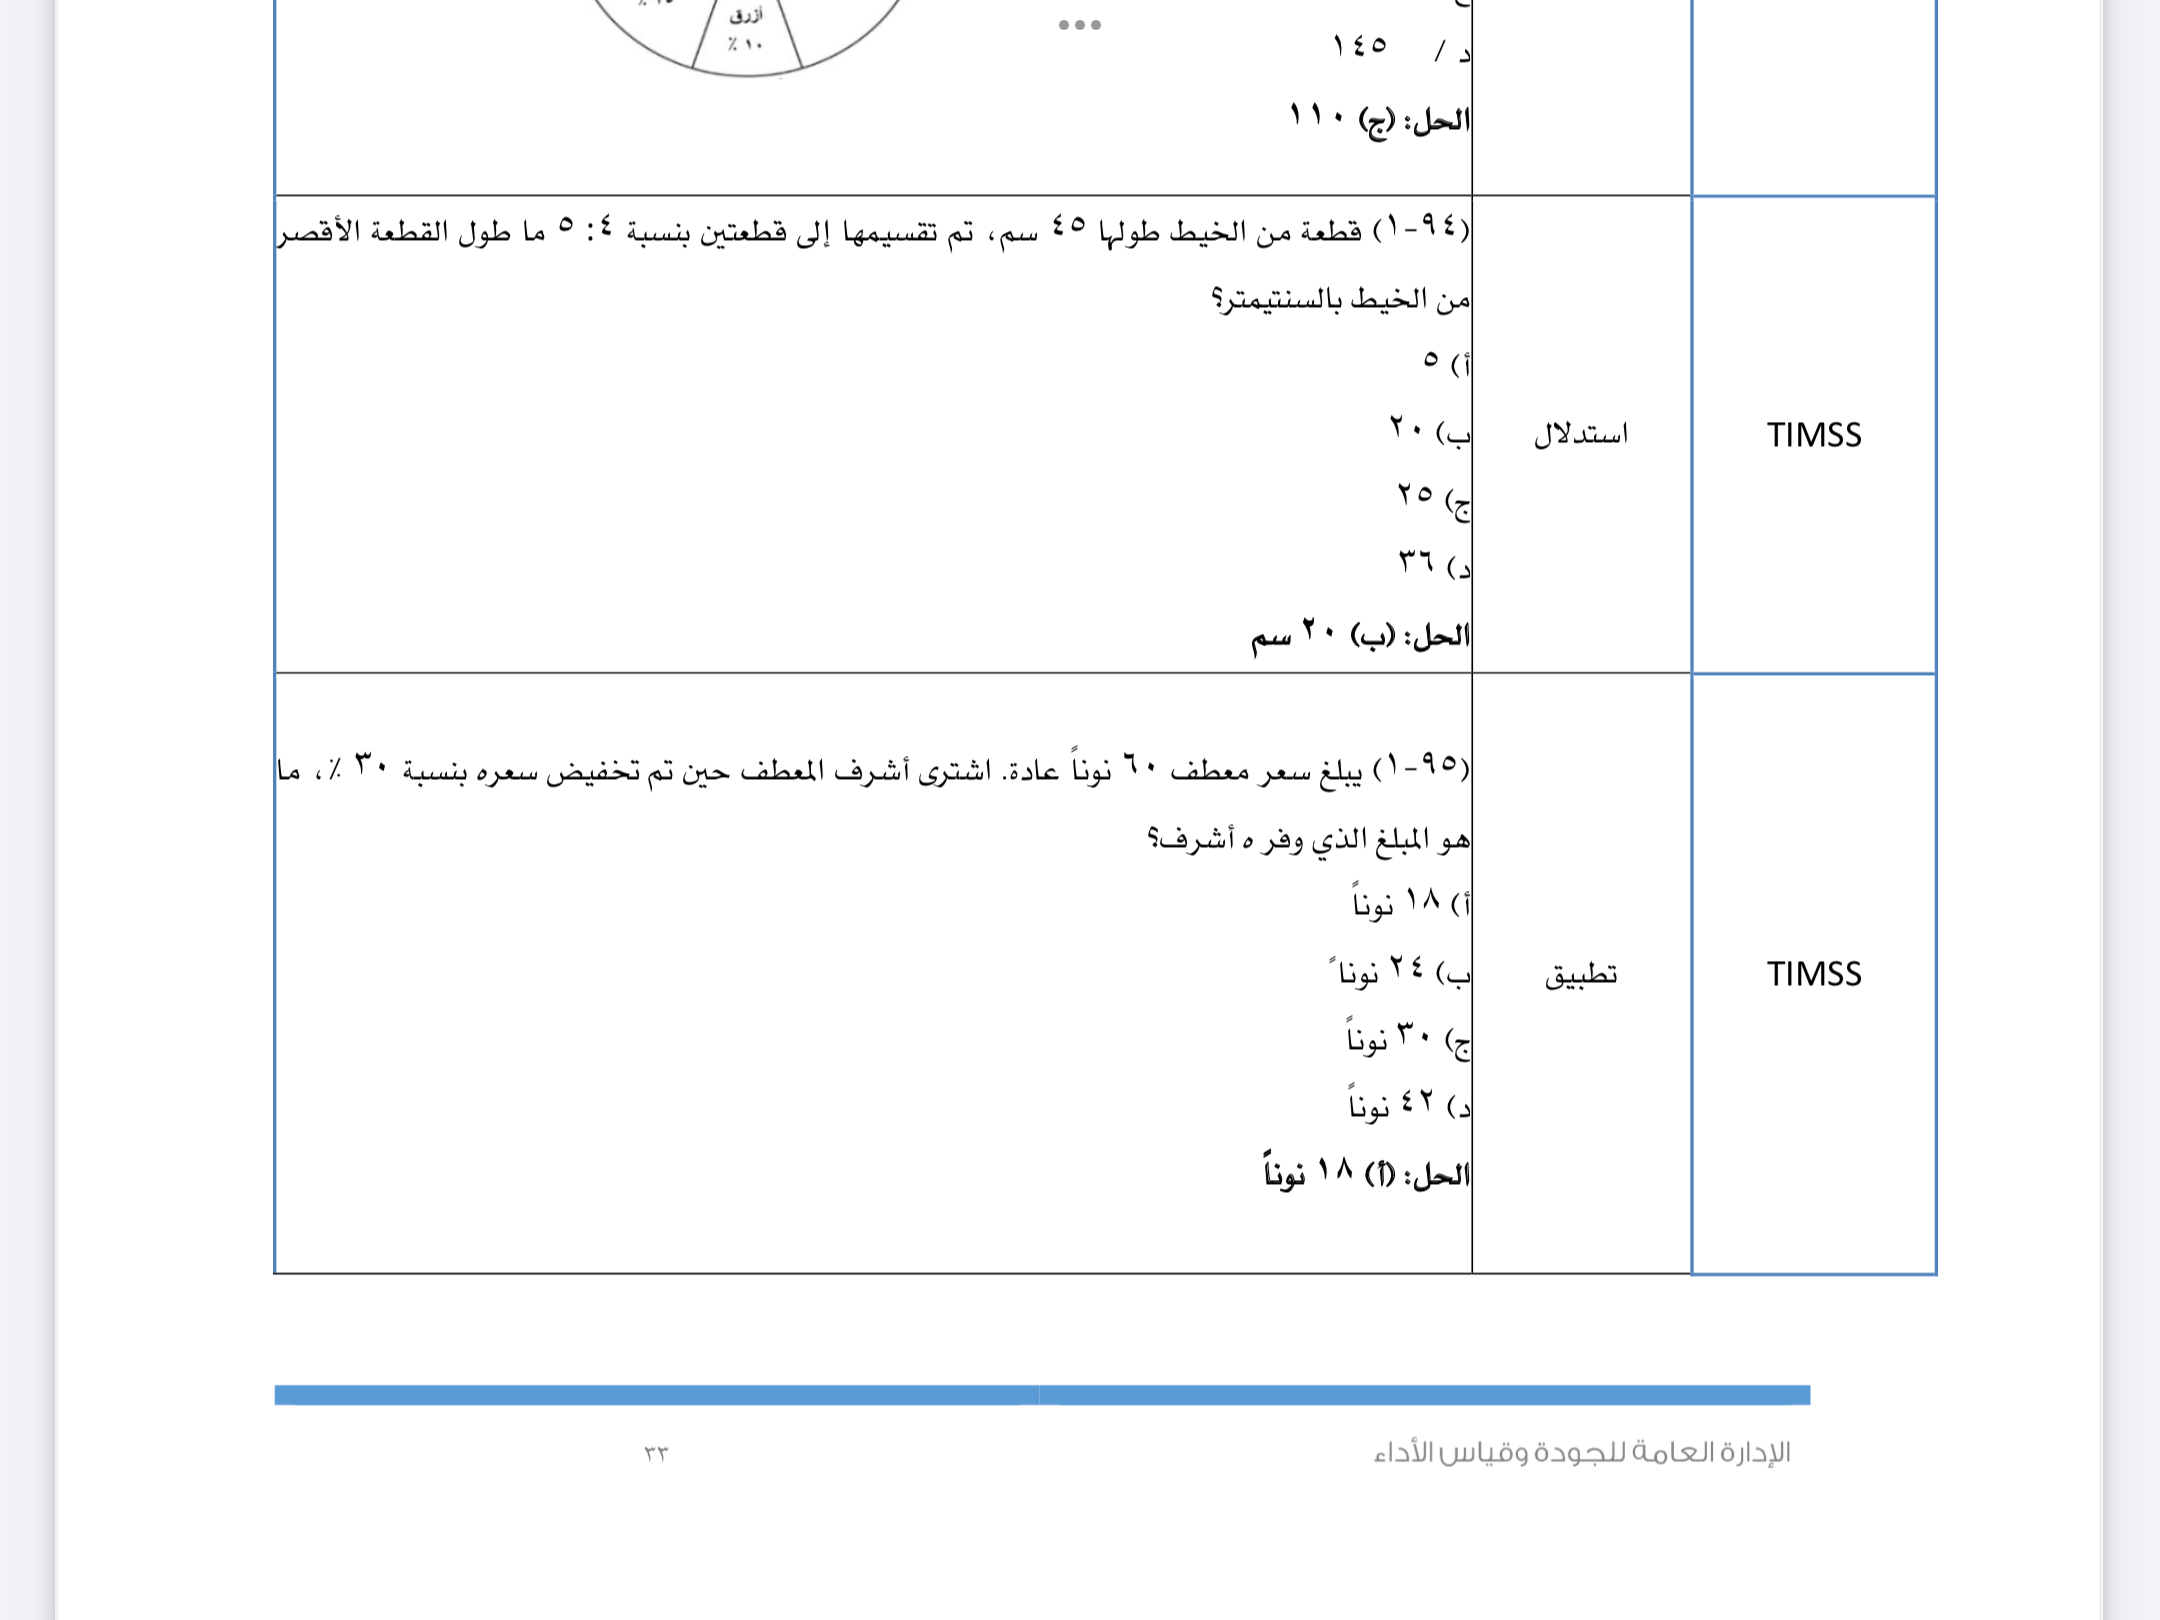 أزرق
١٠ ٪
د / ١٤٥
الحل: (ج) ١١٠
(٩٤-١) قطعة من الخيط طولها ٤٥ سم، تم تقسيمها إلى قطعتين بنسبة ٤: ٥ ما طول القطعة الأقصر
من الخيط بالسنتيمتر؟
أ) ٥
ب) ٢٠
ج) ٢٥
د) ٣٦
الحل: (ب) ٢٠ سم
استدلال
TIMSS
(٩٥-١) يبلغ سعر معطف ٦٠ نوناً عادة. اشترى أشرف المعطف حين تم تخفيض سعره بنسبة ٣٠ ٪، ما
هو المبلغ الذي وفر ه أشرف؟
أ) ١٨ نوناً
ب) ٢٤ نونا ً
ج) ٣٠ نوناً
د) ٤٢ نوناً
الحل: (أ) ١٨ نوناً
تطبيق
TIMSS
الإدارة العامة للجودة وقياس الأداء
٣٣